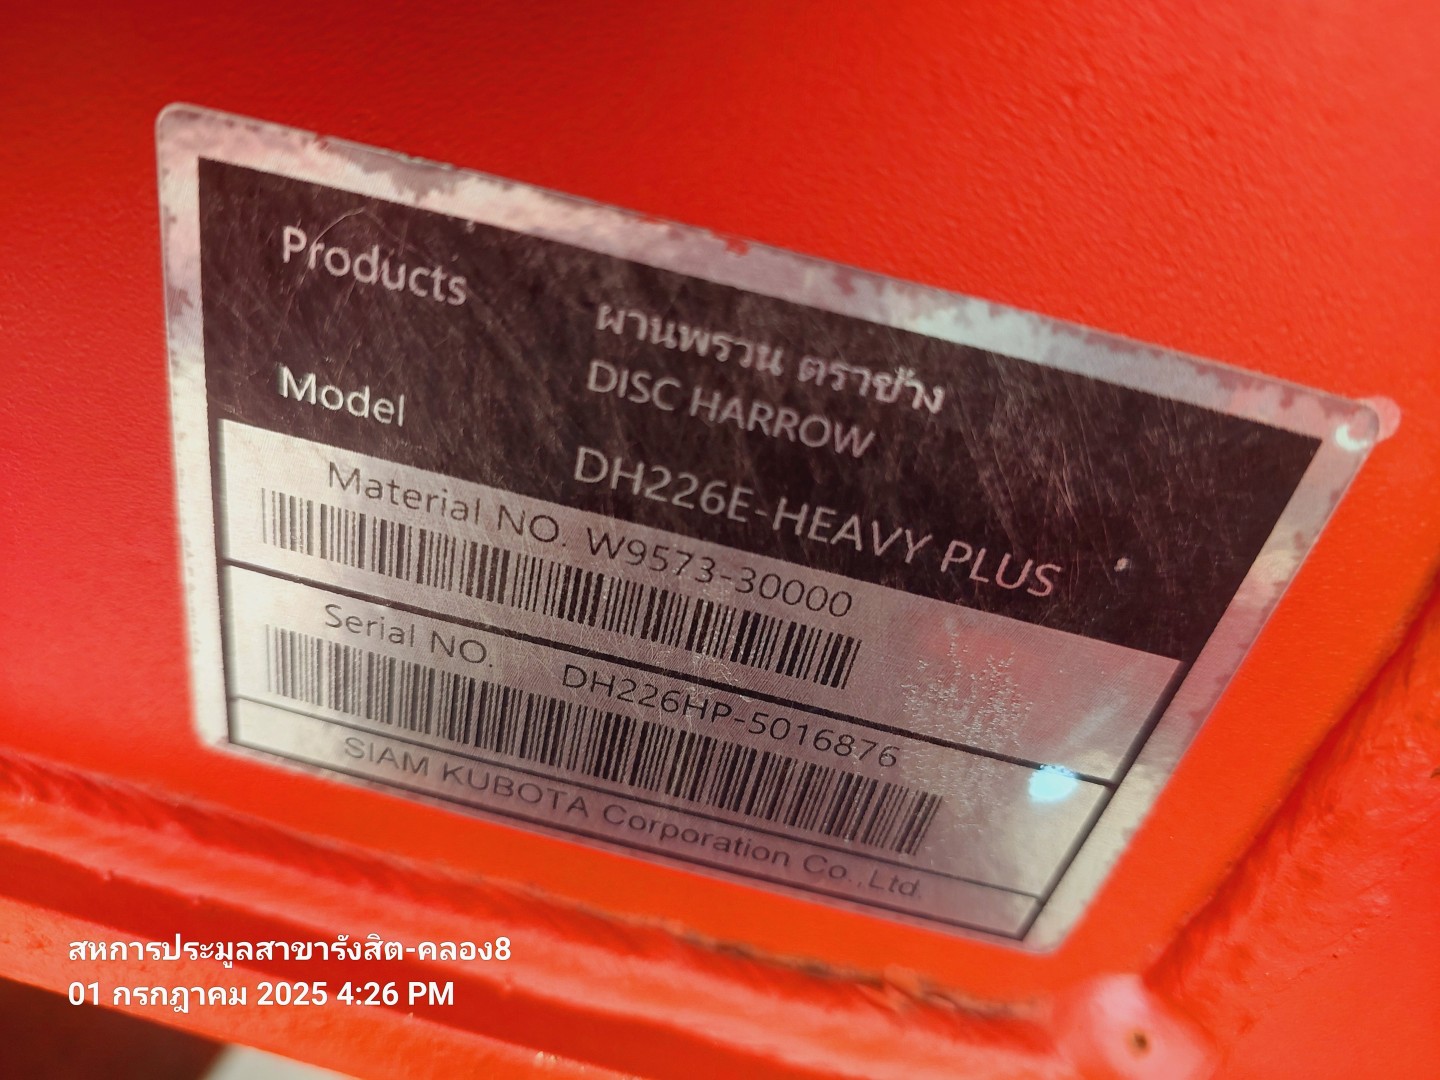 Products
ผานพรวน ตราช้าง
DISC HARROW
Model
DH226E-HEAVY PLUS
Material NO. W9573-30000
Serial NO. DH226HP-5016876
SIAM KUBOTA Corporation Co.,Ltd.
สหการประมูลสาขารังสิต-คลอง8
01 กรกฎาคม 2025 4:26 PM